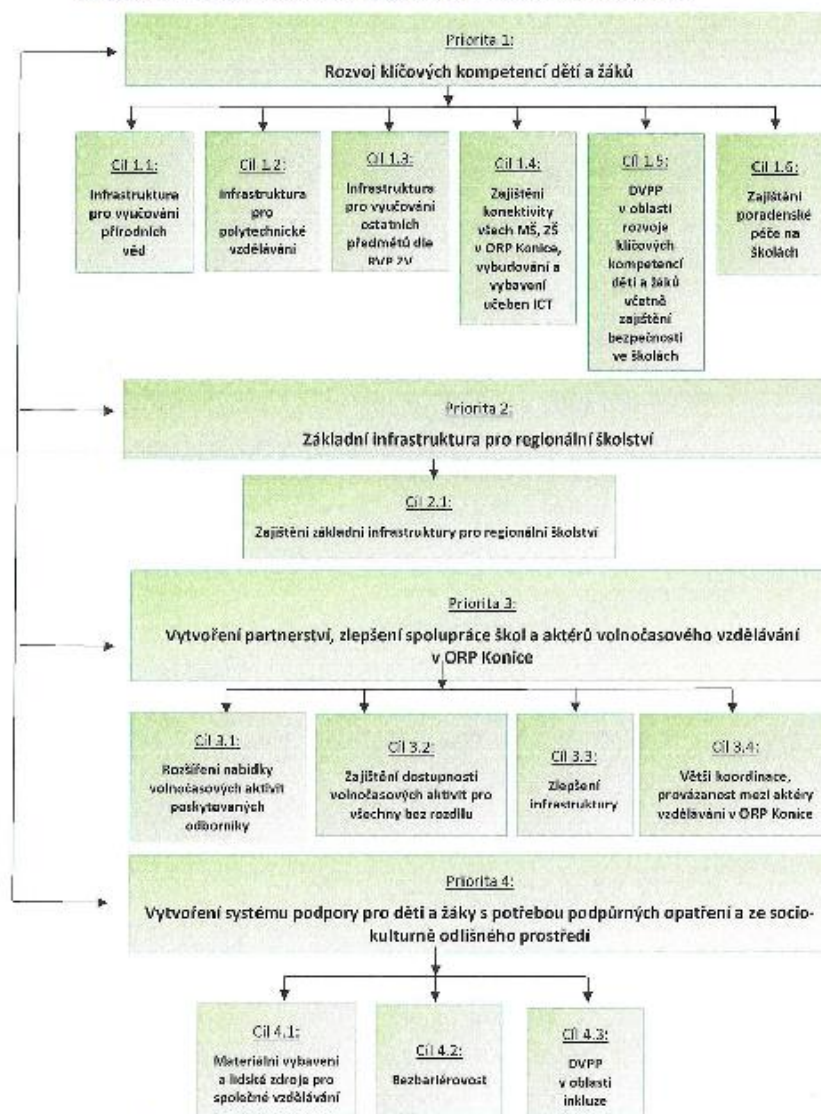 Priorita 1:
Rozvoj klíčových kompetencí dětí a žáků
Cíl 1.1:
Infrastruktura
pro vyučování
přírodních
věd
Cíl 1.2:
Infrastruktura
pro
polytechnické
vzdělávání
Cíl 1.3:
Infrastruktura
pro vyučování
ostatních
předmětů dle
RVP ZV
Cíl 1.4:
Zajištění
konektivity
všech MŠ, ZŠ
v ORP Konice,
vybudování a
vybavení
učeben ICT
Cíl 1.5:
DVPP
v oblasti
rozvoje
klíčových
kompetencí
dětí a žáků
včetně
zajištění
bezpečnosti
ve školách
Cíl 1.6:
Zajištění
poradenské
péče na
školách
Priorita 2:
Základní infrastruktura pro regionální školství
Cíl 2.1:
Zajištění základní infrastruktury pro regionální školství
Priorita 3:
Vytvoření partnerství, zlepšení spolupráce škol a aktérů volnočasového vzdělávání
v ORP Konice
Cíl 3.1:
Rozšíření nabídky
volnočasových aktivit
poskytovaných
odborníky
Cíl 3.2:
Zajištění dostupnosti
volnočasových aktivit pro
všechny bez rozdílu
Cíl 3.3:
Zlepšení
infrastruktury
Cíl 3.4:
Větší koordinace,
provázanost mezi aktéry
vzdělávání v ORP Konice
Priorita 4:
Vytvoření systému podpory pro děti a žáky s potřebou podpůrných opatření a ze socio-
kulturně odlišného prostředí
Cíl 4.1:
Materiální vybavení
a lidské zdroje pro
společné vzdělávání
Cíl 4.2:
Bezbariérovost
Cíl 4.3:
DVPP
v oblasti
inkluze